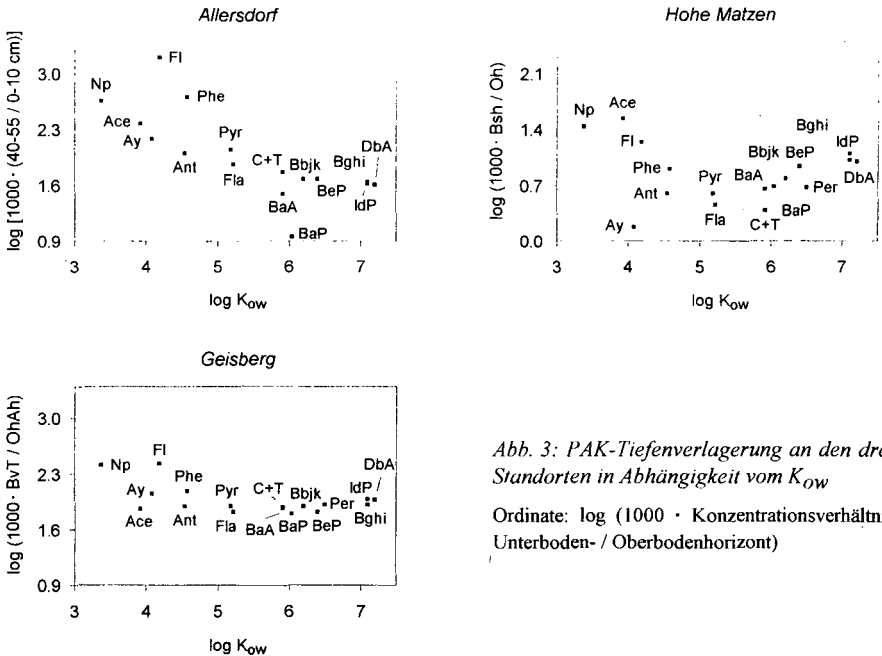 Allersdorf
log [1000· (40-55 / 0-10 cm)]
3.0
2.3
1.6
0.9
3 4 5 6 7
log K_OW
Np
Fl
Phe
Ace
Ay
Ant
Pyr
Fla
C+T
BaA
Bbjk
BeP
BaP
Bghi
DbA
IdP
Hohe Matzen
log (1000· Bsh / Oh)
2.1
1.4
0.7
0.0
3 4 5 6 7
log K_OW
Np
Ace
Fl
Phe
Ant
Ay
Pyr
Fla
BaA
Bbjk
C+T
BaP
BeP
Per
Bghi
IdP
DbA
Geisberg
log (1000· BvT / OhAh)
3.0
2.3
1.6
0.9
3 4 5 6 7
log K_OW
Np
Fl
Ay
Ace
Phe
Ant
Pyr
Fla
C+T
BaA
BaP
Bbjk
BeP
Per
IdP
DbA
Bghi
Abb. 3: PAK-Tiefenverlagerung an den dre
Standorten in Abhängigkeit vom K_OW
Ordinate: log (1000 · Konzentrationsverhältn
Unterboden- / Oberbodenhorizont)